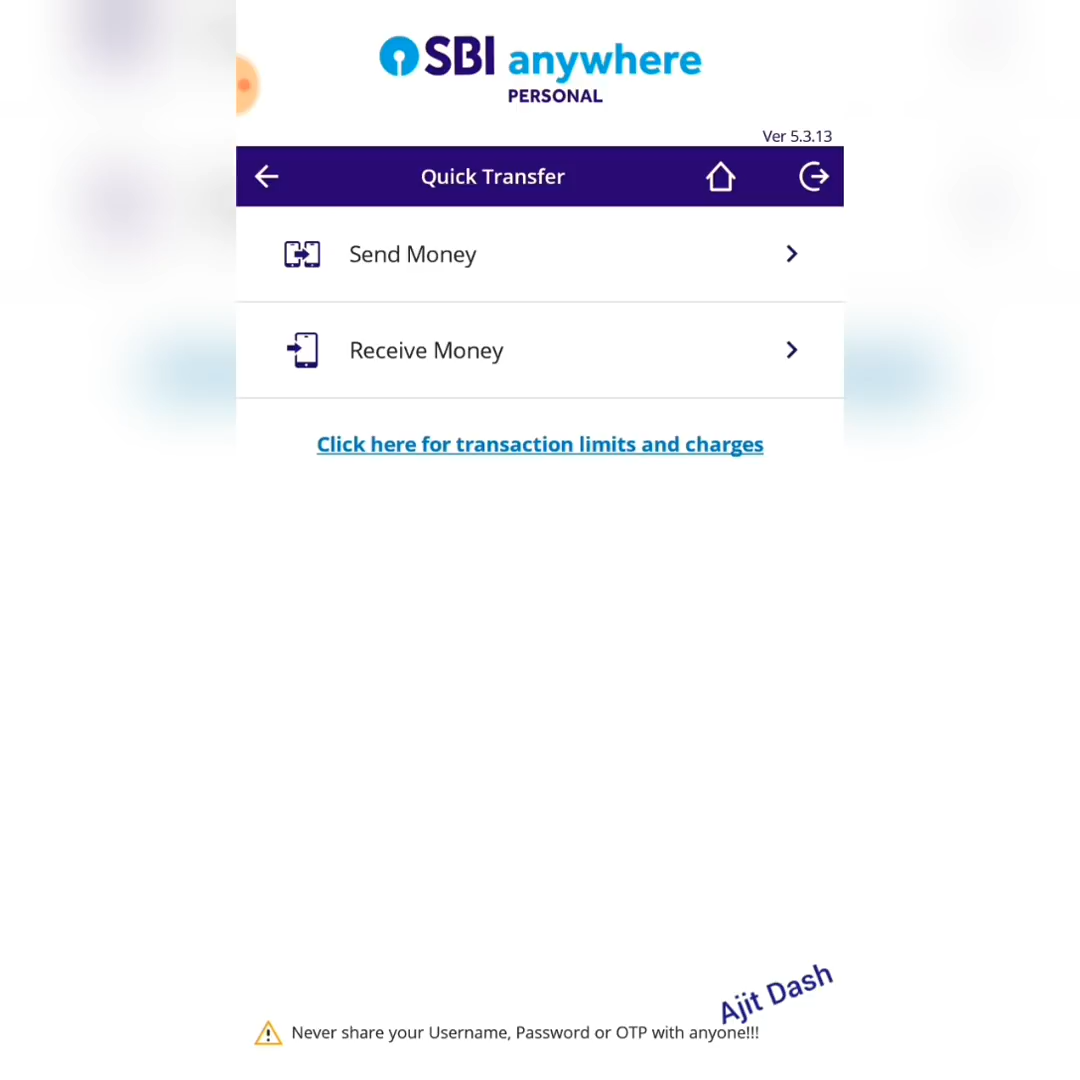 SBI anywhere
PERSONAL
Ver 5.3.13
Quick Transfer
Send Money
Receive Money
Click here for transaction limits and charges
Ajit Dash
Never share your Username, Password or OTP with anyone!!!